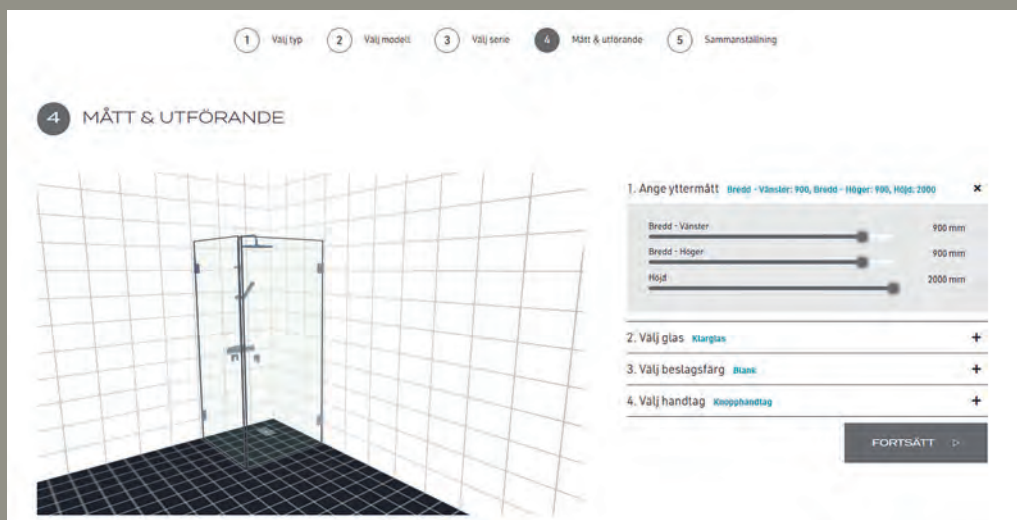 1 Välj typ 2 Välj modell 3 Välj serie 4 Mått & utförande 5 Sammanställning
4 MÅTT & UTFÖRANDE
1. Ange yttermått Bredd - Vänster: 900, Bredd - Höger: 900, Höjd: 2000 ×
Bredd - Vänster 900 mm
Bredd - Höger 900 mm
Höjd 2000 mm
2. Välj glas Klarglas +
3. Välj beslagsfärg Blank +
4. Välj handtag Knopphandtag +
FORTSÄTT ▷